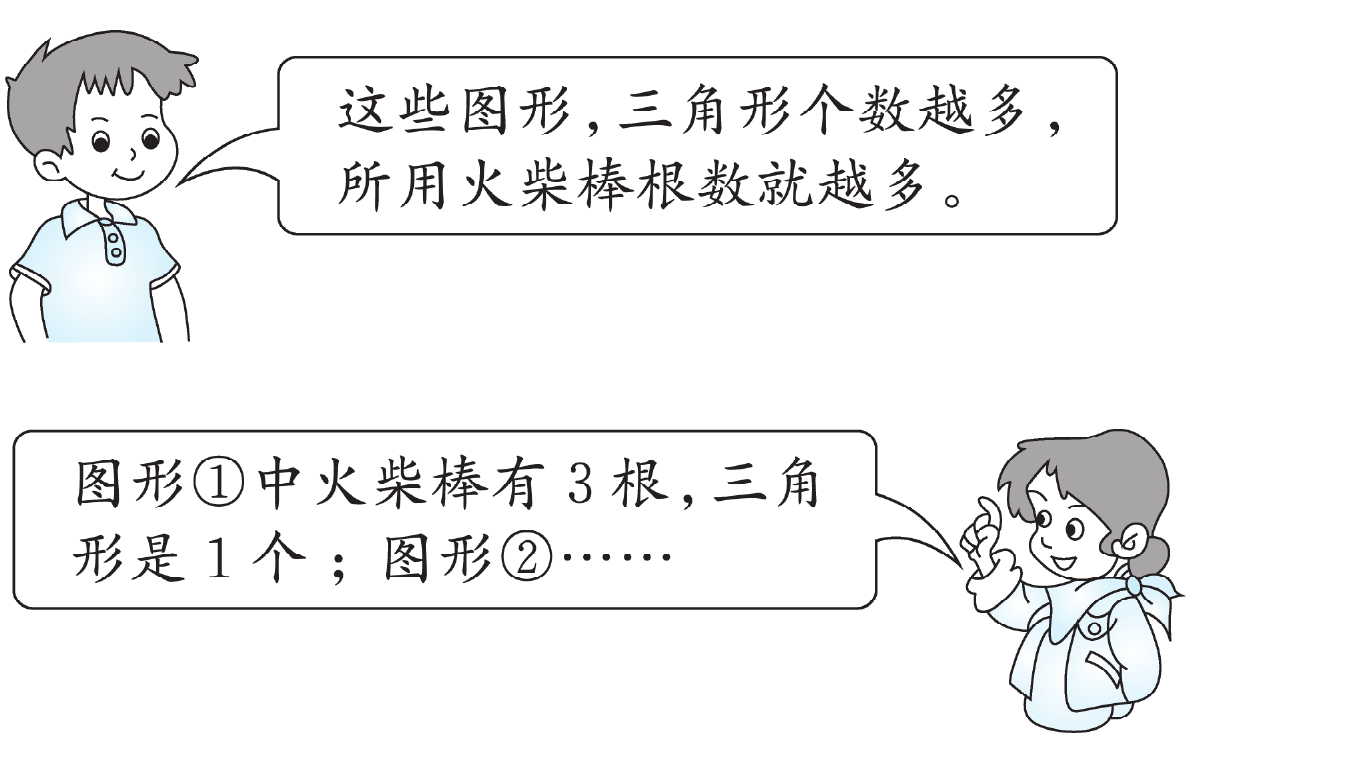 这些图形,三角形个数越多,
所用火柴棒根数就越多。
图形①中火柴棒有 3 根,三角
形是 1 个;图形②……